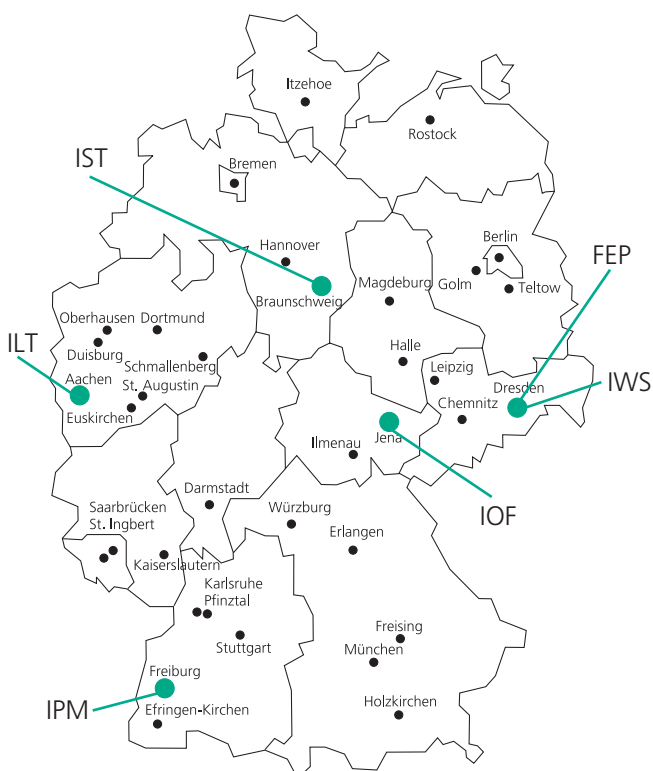 Itzehoe
Rostock
IST
Bremen
Hannover
Berlin
FEP
Braunschweig
Magdeburg
Golm
Teltow
Oberhausen
Dortmund
ILT
Duisburg
Schmallenberg
Halle
Leipzig
Aachen
St. Augustin
Dresden
IWS
Euskirchen
Chemnitz
Jena
Ilmenau
IOF
Darmstadt
Würzburg
Saarbrücken
St. Ingbert
Erlangen
Kaiserslautern
Karlsruhe
Pfinztal
Stuttgart
Freising
München
Freiburg
IPM
Efringen-Kirchen
Holzkirchen